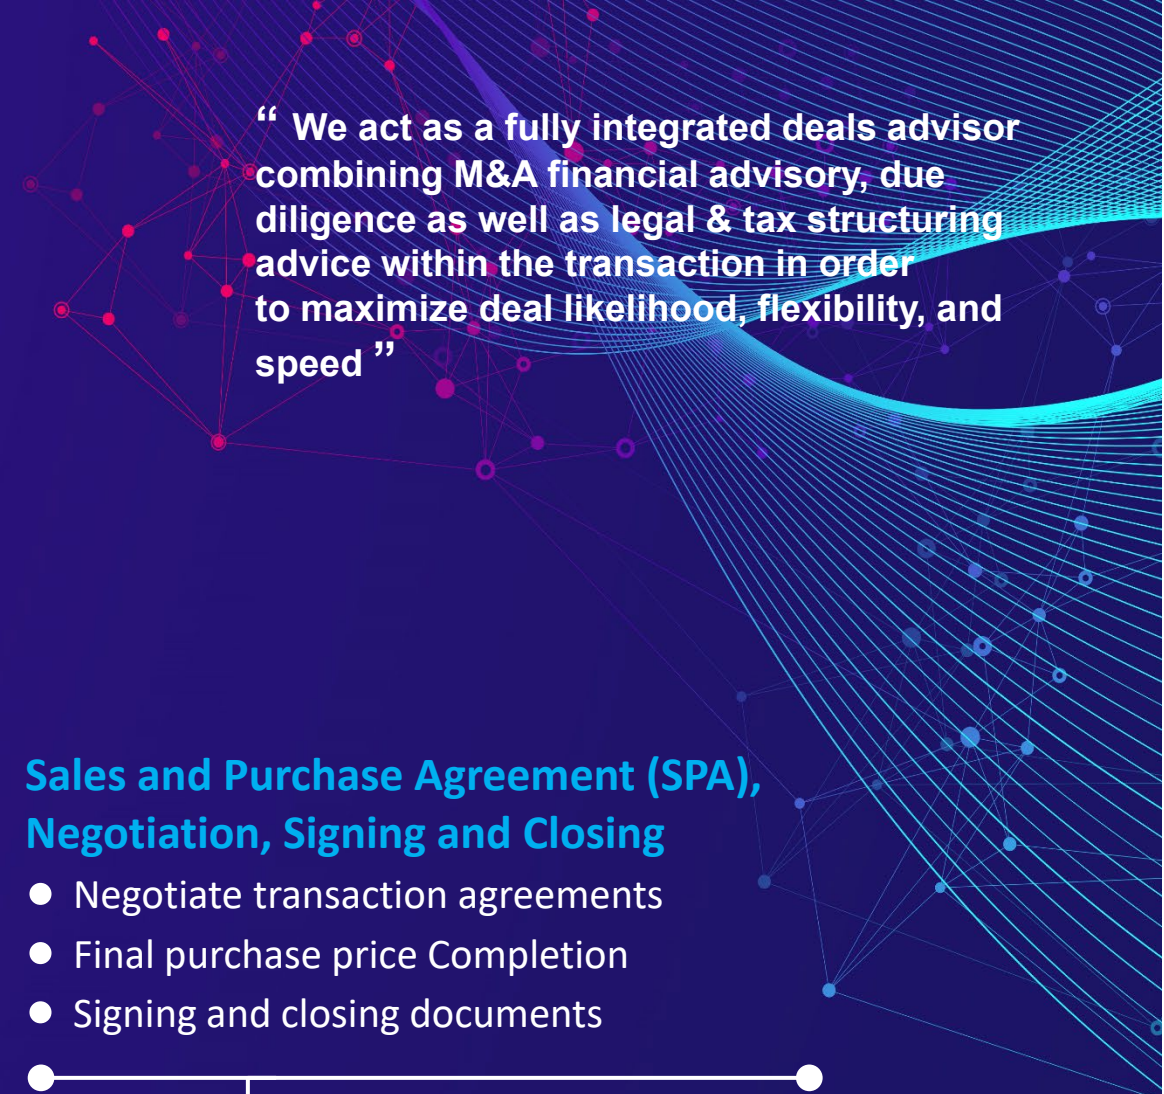 “ We act as a fully integrated deals advisor
combining M&A financial advisory, due
diligence as well as legal & tax structuring
advice within the transaction in order
to maximize deal likelihood, flexibility, and
speed ”
Sales and Purchase Agreement (SPA),
Negotiation, Signing and Closing
● Negotiate transaction agreements
● Final purchase price Completion
● Signing and closing documents